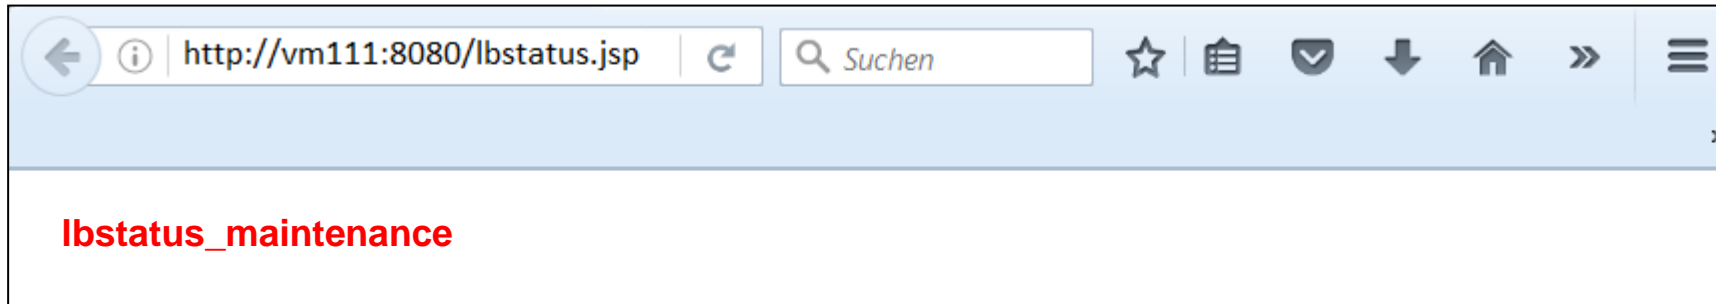 http://vm111:8080/lbstatus.jsp Suchen
lbstatus_maintenance